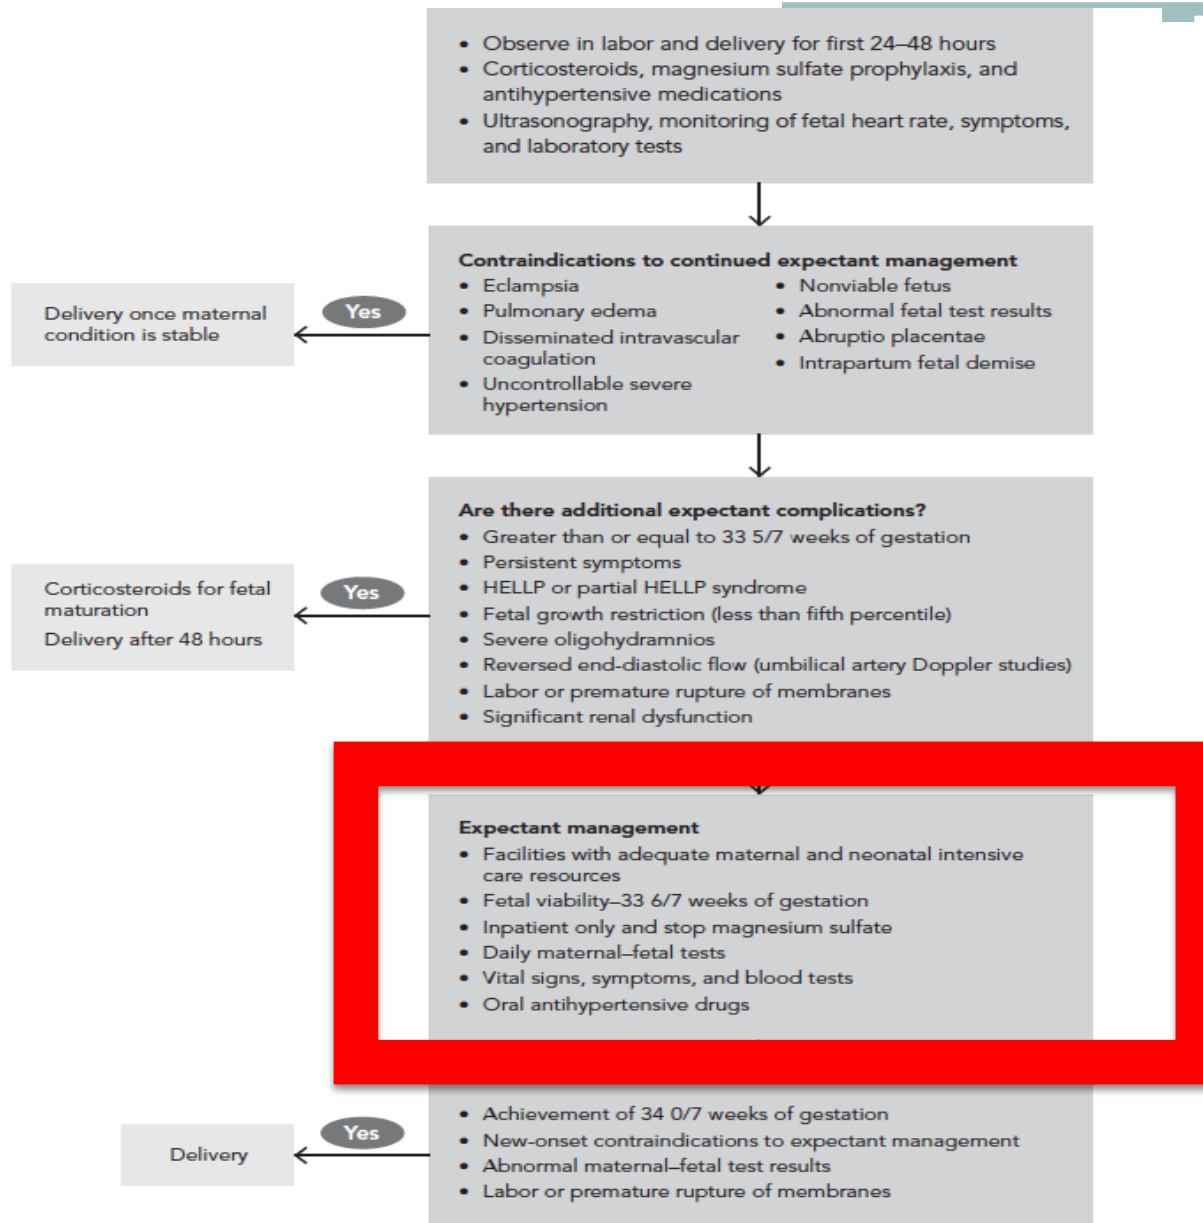 • Observe in labor and delivery for first 24–48 hours
• Corticosteroids, magnesium sulfate prophylaxis, and
antihypertensive medications
• Ultrasonography, monitoring of fetal heart rate, symptoms,
and laboratory tests
Contraindications to continued expectant management
• Eclampsia
• Pulmonary edema
• Disseminated intravascular
coagulation
• Uncontrollable severe
hypertension
• Nonviable fetus
• Abnormal fetal test results
• Abruptio placentae
• Intrapartum fetal demise
Yes
Delivery once maternal
condition is stable
Are there additional expectant complications?
• Greater than or equal to 33 5/7 weeks of gestation
• Persistent symptoms
• HELLP or partial HELLP syndrome
• Fetal growth restriction (less than fifth percentile)
• Severe oligohydramnios
• Reversed end-diastolic flow (umbilical artery Doppler studies)
• Labor or premature rupture of membranes
• Significant renal dysfunction
Yes
Corticosteroids for fetal
maturation
Delivery after 48 hours
Expectant management
• Facilities with adequate maternal and neonatal intensive
care resources
• Fetal viability–33 6/7 weeks of gestation
• Inpatient only and stop magnesium sulfate
• Daily maternal–fetal tests
• Vital signs, symptoms, and blood tests
• Oral antihypertensive drugs
• Achievement of 34 0/7 weeks of gestation
• New-onset contraindications to expectant management
• Abnormal maternal–fetal test results
• Labor or premature rupture of membranes
Yes
Delivery